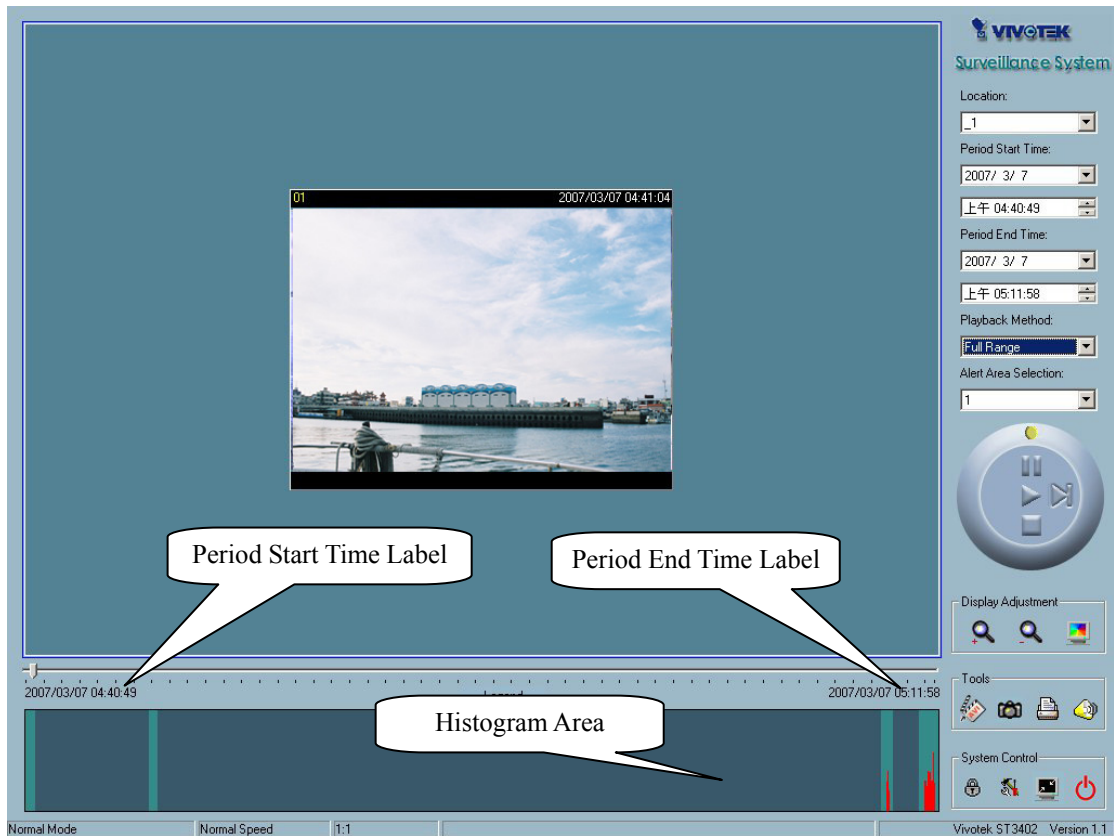 VIVOTEK
Surveillance System
Location:
_1
Period Start Time:
2007/ 3/ 7
上午 04:40:49
Period End Time:
2007/ 3/ 7
上午 05:11:58
Playback Method:
Full Range
Alert Area Selection:
1
01 2007/03/07 04:41:04
Period Start Time Label
Period End Time Label
Display Adjustment
2007/03/07 04:40:49
2007/03/07 05:11:58
Histogram Area
Tools
AVI
System Control
Normal Mode
Normal Speed
1:1
Vivotek ST3402 Version 1.1